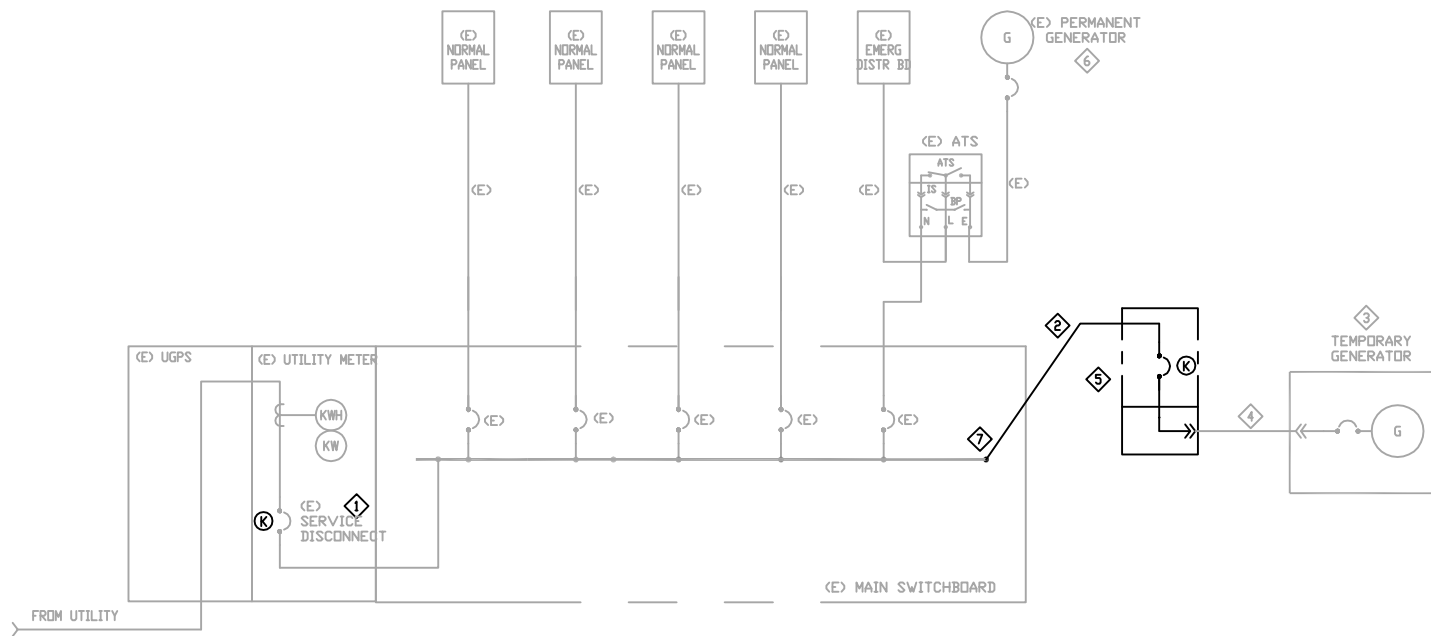 (E)
NORMAL
PANEL
(E)
NORMAL
PANEL
(E)
NORMAL
PANEL
(E)
NORMAL
PANEL
(E)
EMERG
DISTR BD
G
(E) PERMANENT
GENERATOR
6
(E) ATS
ATS
IS
BP
N
L
E
(E)
(E)
(E)
(E)
(E)
(E)
2
3
TEMPORARY
GENERATOR
5
K
4
G
7
(E) UGPS
(E) UTILITY METER
KWH
KW
(E)
(E)
(E)
(E)
(E)
1
K
(E)
SERVICE
DISCONNECT
(E) MAIN SWITCHBOARD
FROM UTILITY